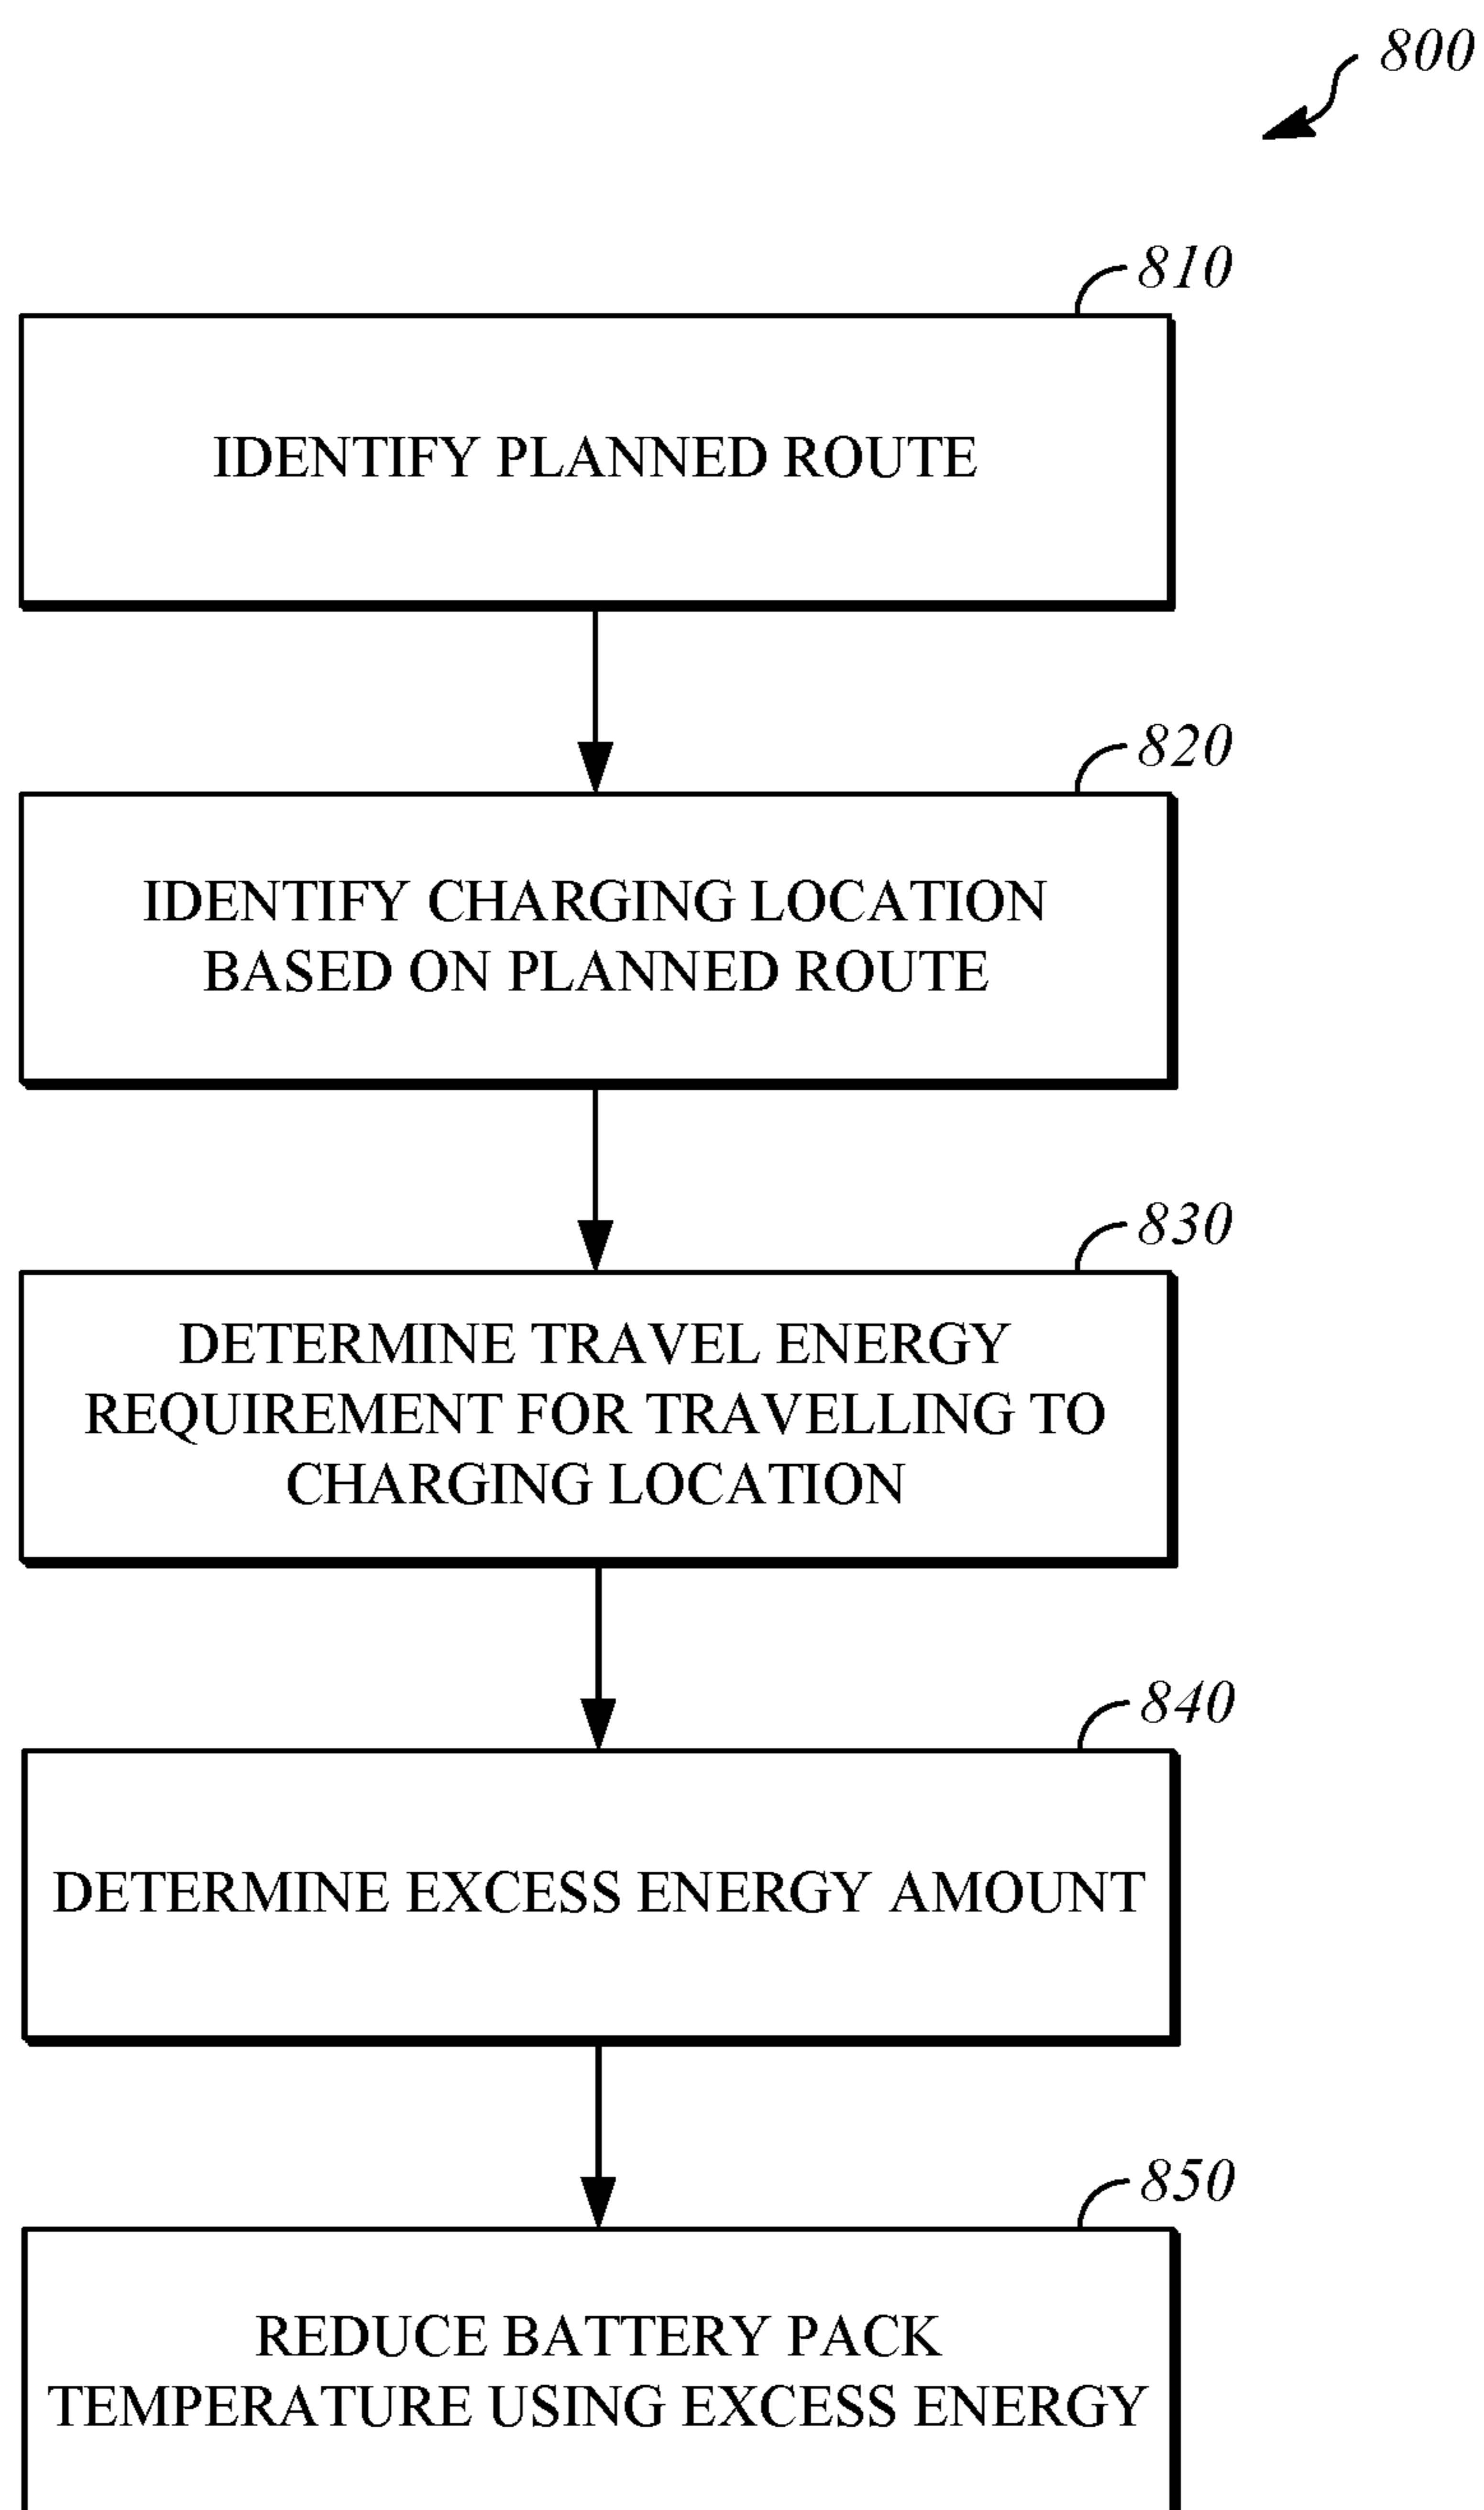 800
810
IDENTIFY PLANNED ROUTE
820
IDENTIFY CHARGING LOCATION
BASED ON PLANNED ROUTE
830
DETERMINE TRAVEL ENERGY
REQUIREMENT FOR TRAVELLING TO
CHARGING LOCATION
840
DETERMINE EXCESS ENERGY AMOUNT
850
REDUCE BATTERY PACK
TEMPERATURE USING EXCESS ENERGY